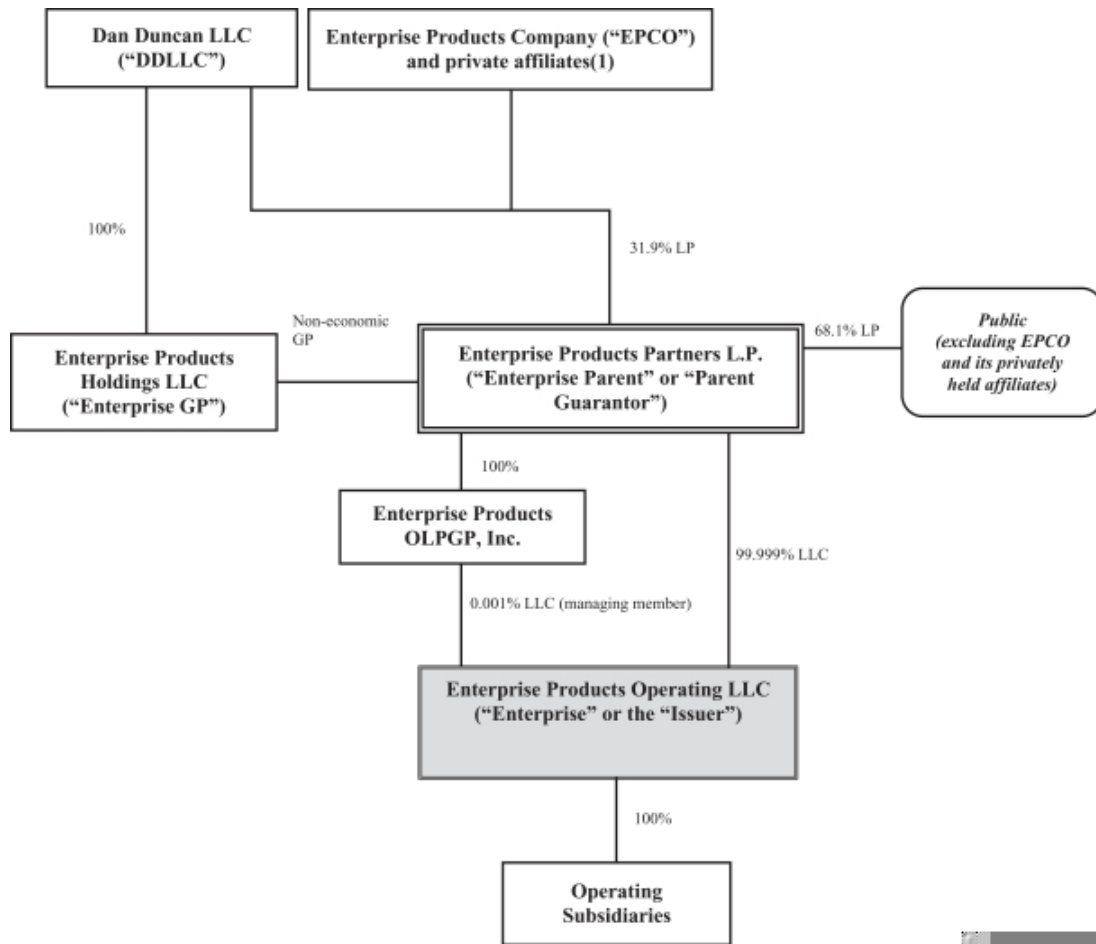 Dan Duncan LLC
(“DDLLC”)
Enterprise Products Company (“EPCO”)
and private affiliates(1)
100%
31.9% LP
Non-economic
GP
68.1% LP
Public
(excluding EPCO
and its privately
held affiliates)
Enterprise Products
Holdings LLC
(“Enterprise GP”)
Enterprise Products Partners L.P.
(“Enterprise Parent” or “Parent
Guarantor”)
100%
Enterprise Products
OLPGP, Inc.
99.999% LLC
0.001% LLC (managing member)
Enterprise Products Operating LLC
(“Enterprise” or the “Issuer”)
100%
Operating
Subsidiaries